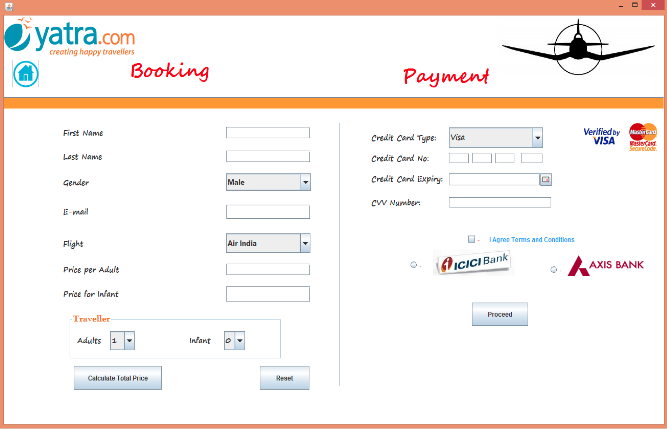 yatra.com
creating happy travellers
Booking
Payment
First Name
Last Name
Gender
Male
E-mail
Flight
Air India
Price per Adult
Price for Infant
Traveller
Adults 1 Infant 0
Calculate Total Price
Reset
Credit Card Type: Visa
Credit Card No:
Credit Card Expiry:
CVV Number:
Verified by
VISA
MasterCard
MasterCard
SecureCode
I Agree Terms and Conditions
ICICI Bank
AXIS BANK
Proceed